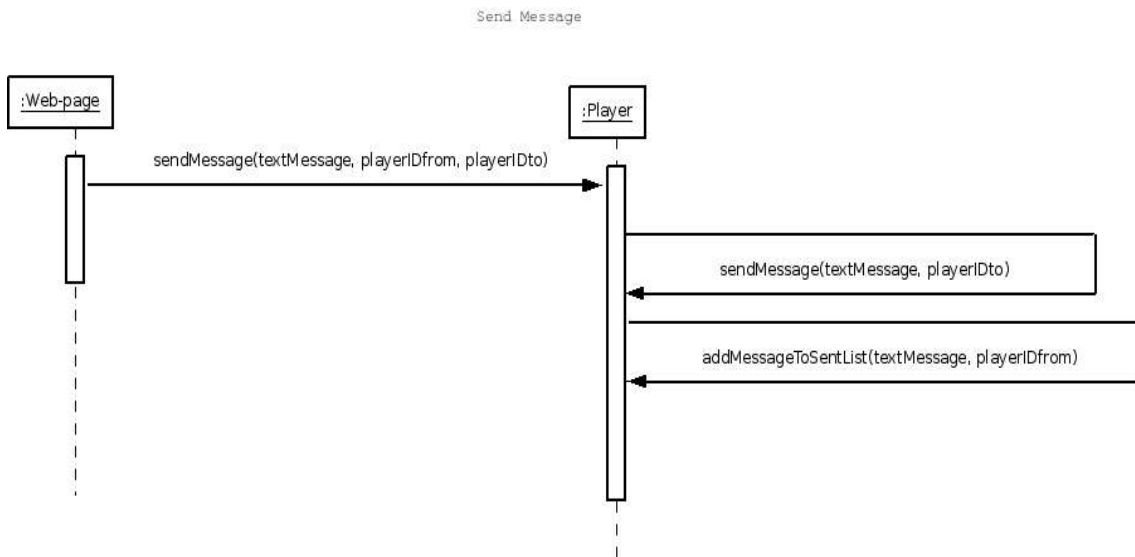 Send Message
:Web-page
:Player
sendMessage(textMessage, playerIDfrom, playerIDto)
sendMessage(textMessage, playerIDto)
addMessageToSentList(textMessage, playerIDfrom)